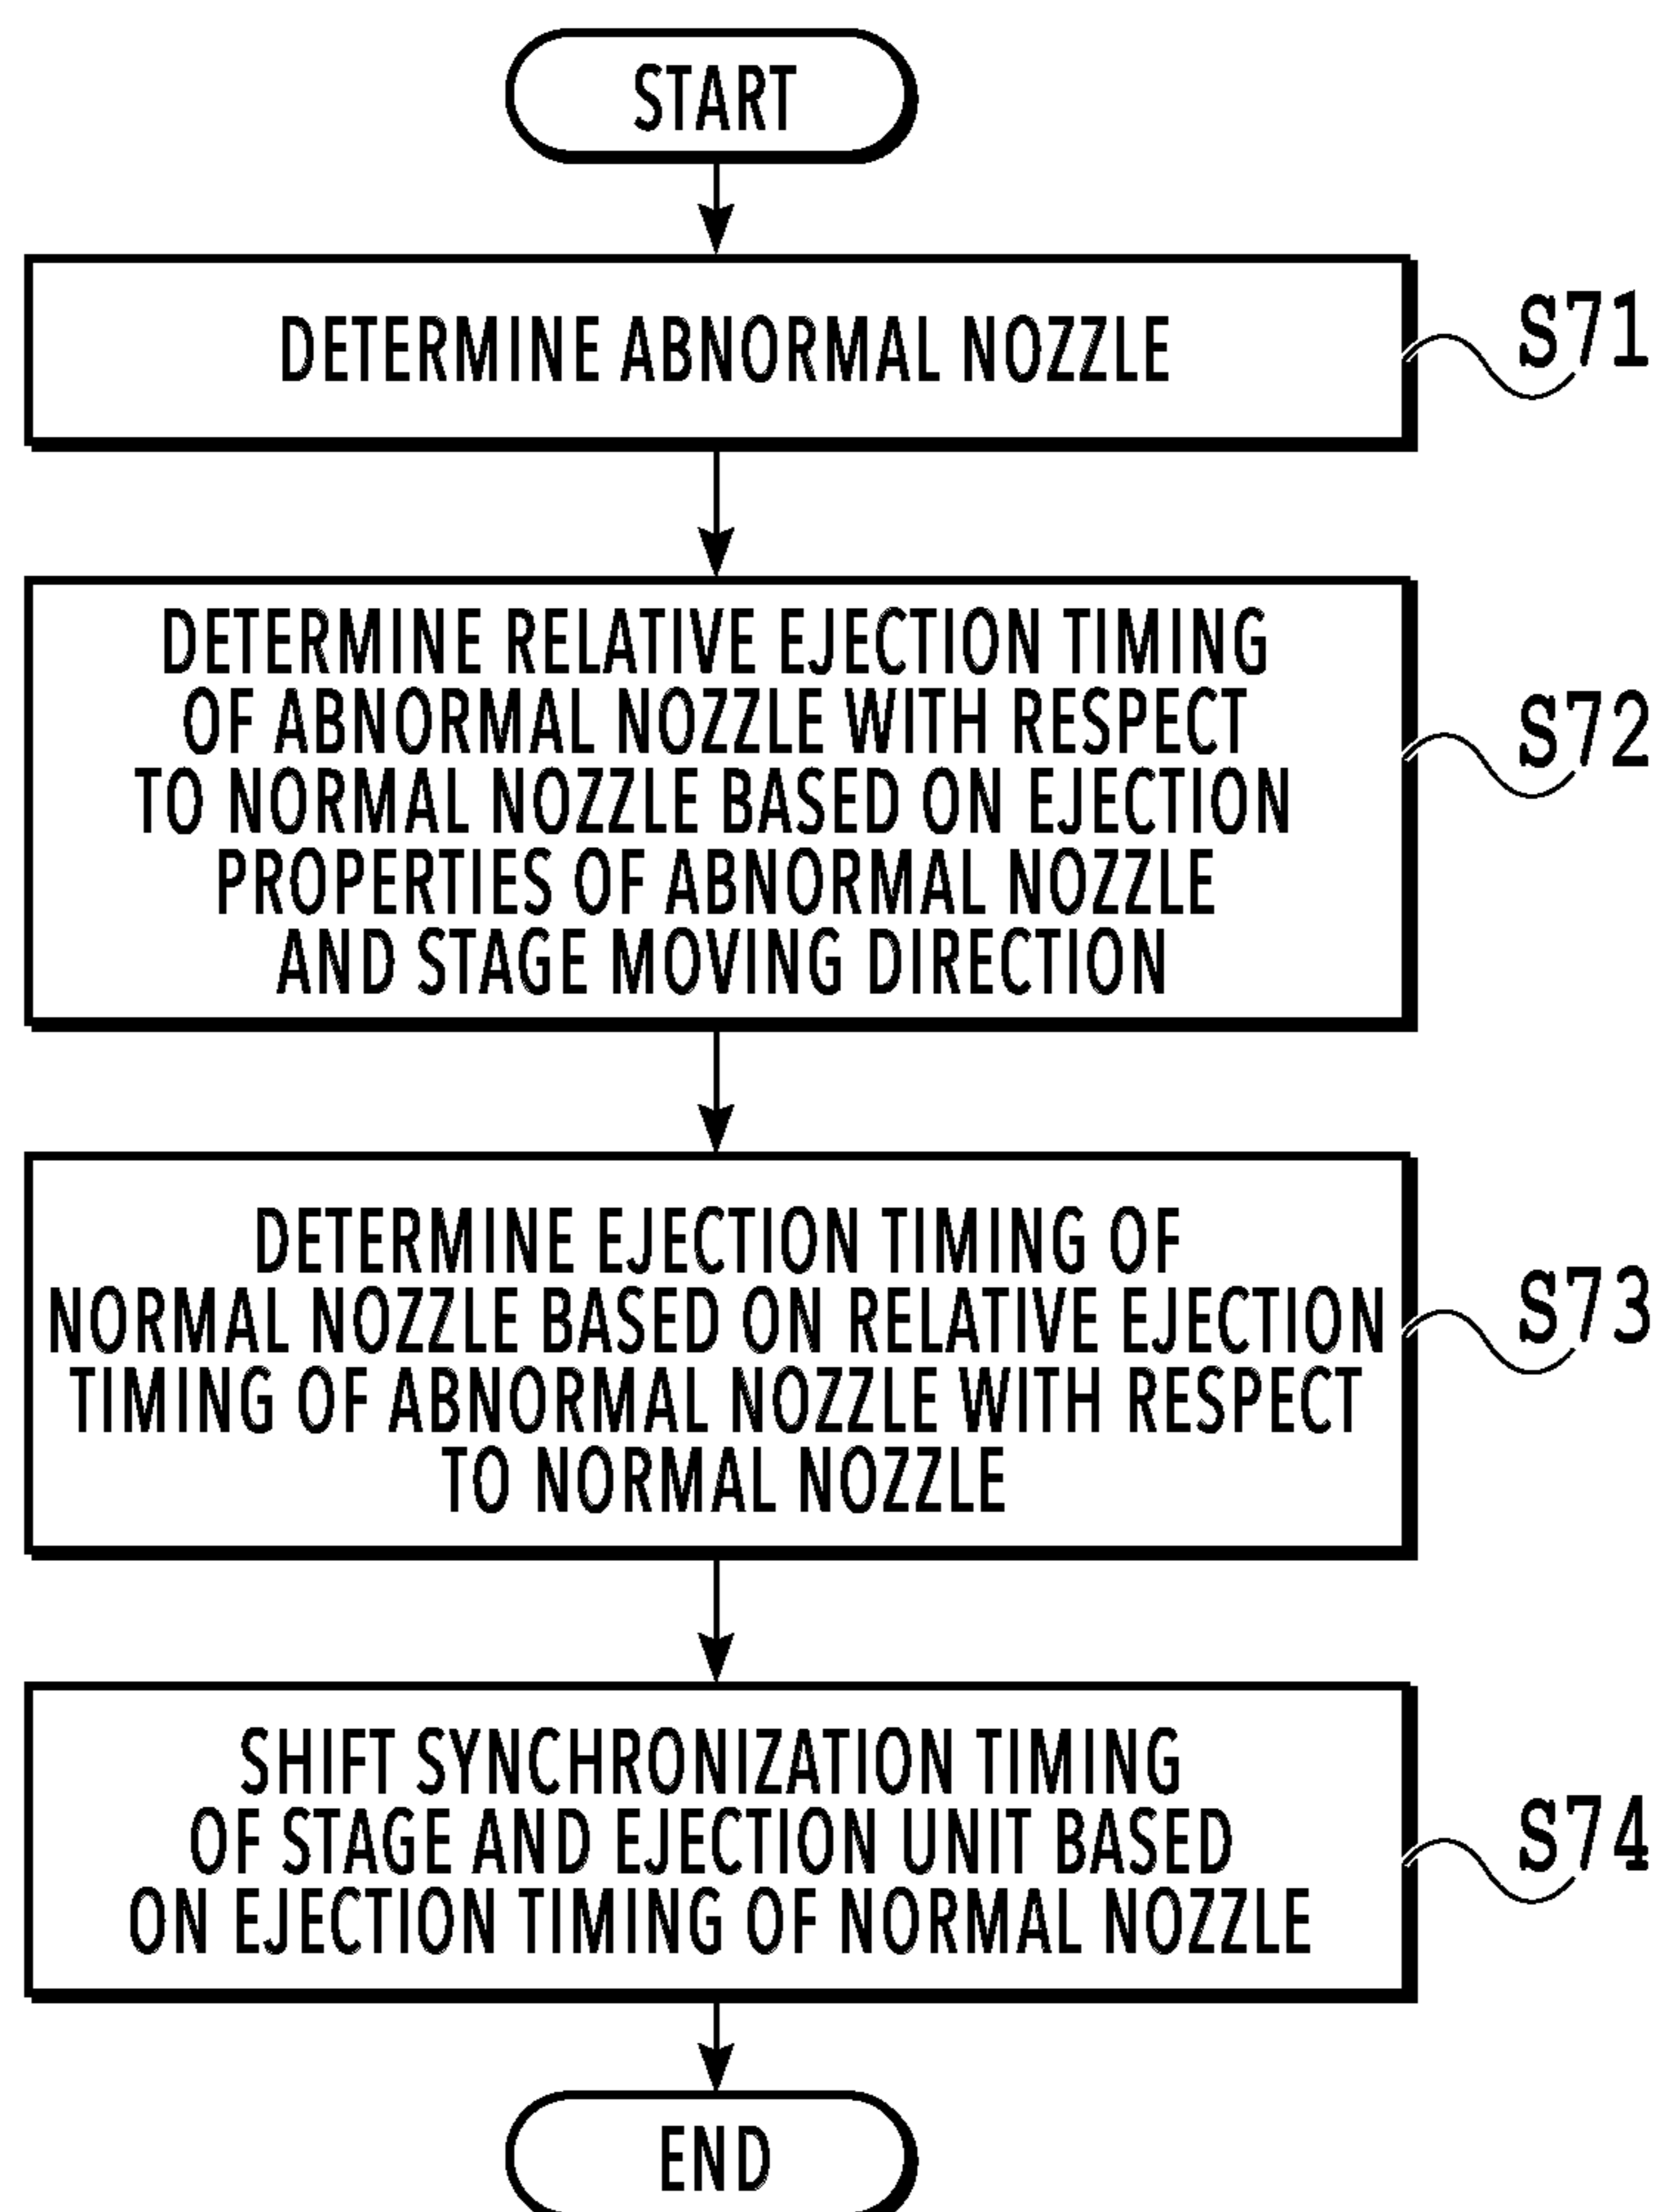 START
DETERMINE ABNORMAL NOZZLE
S71
DETERMINE RELATIVE EJECTION TIMING
OF ABNORMAL NOZZLE WITH RESPECT
TO NORMAL NOZZLE BASED ON EJECTION
PROPERTIES OF ABNORMAL NOZZLE
AND STAGE MOVING DIRECTION
S72
DETERMINE EJECTION TIMING OF
NORMAL NOZZLE BASED ON RELATIVE EJECTION
TIMING OF ABNORMAL NOZZLE WITH RESPECT
TO NORMAL NOZZLE
S73
SHIFT SYNCHRONIZATION TIMING
OF STAGE AND EJECTION UNIT BASED
ON EJECTION TIMING OF NORMAL NOZZLE
S74
END